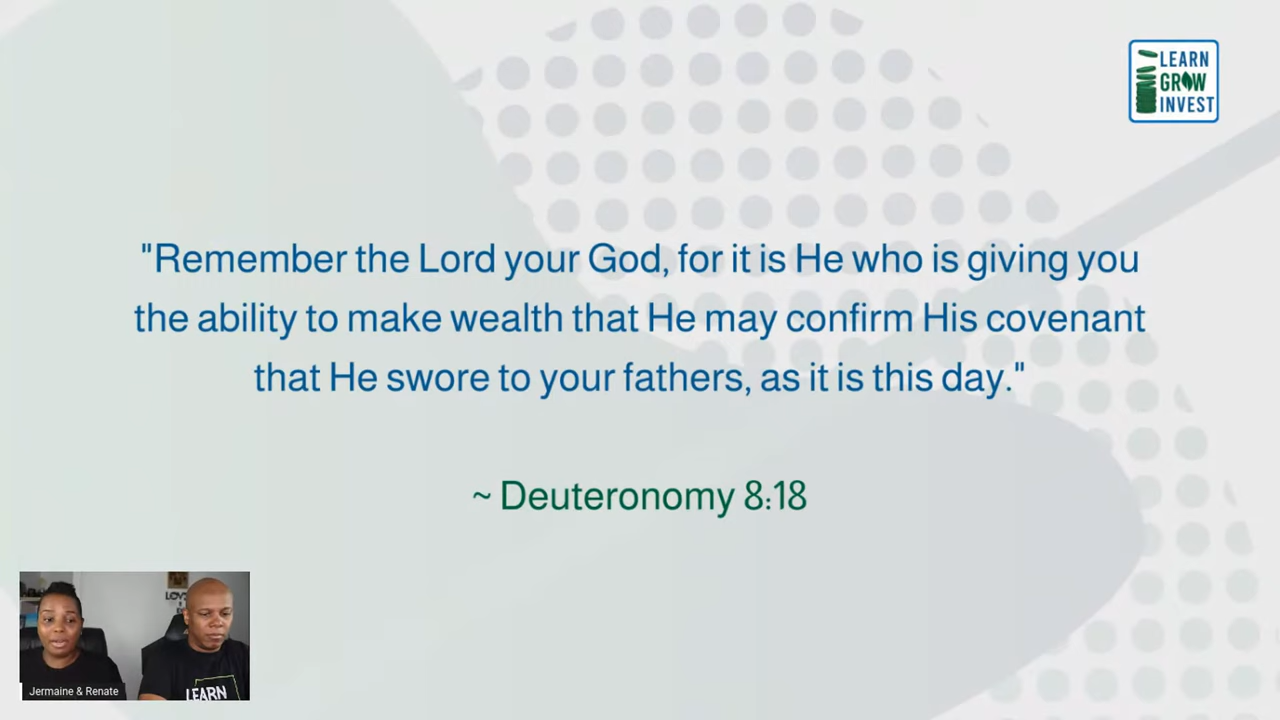 LEARN
GROW
INVEST
"Remember the Lord your God, for it is He who is giving you
the ability to make wealth that He may confirm His covenant
that He swore to your fathers, as it is this day."
~ Deuteronomy 8:18
Jermaine & Renate
LEARN